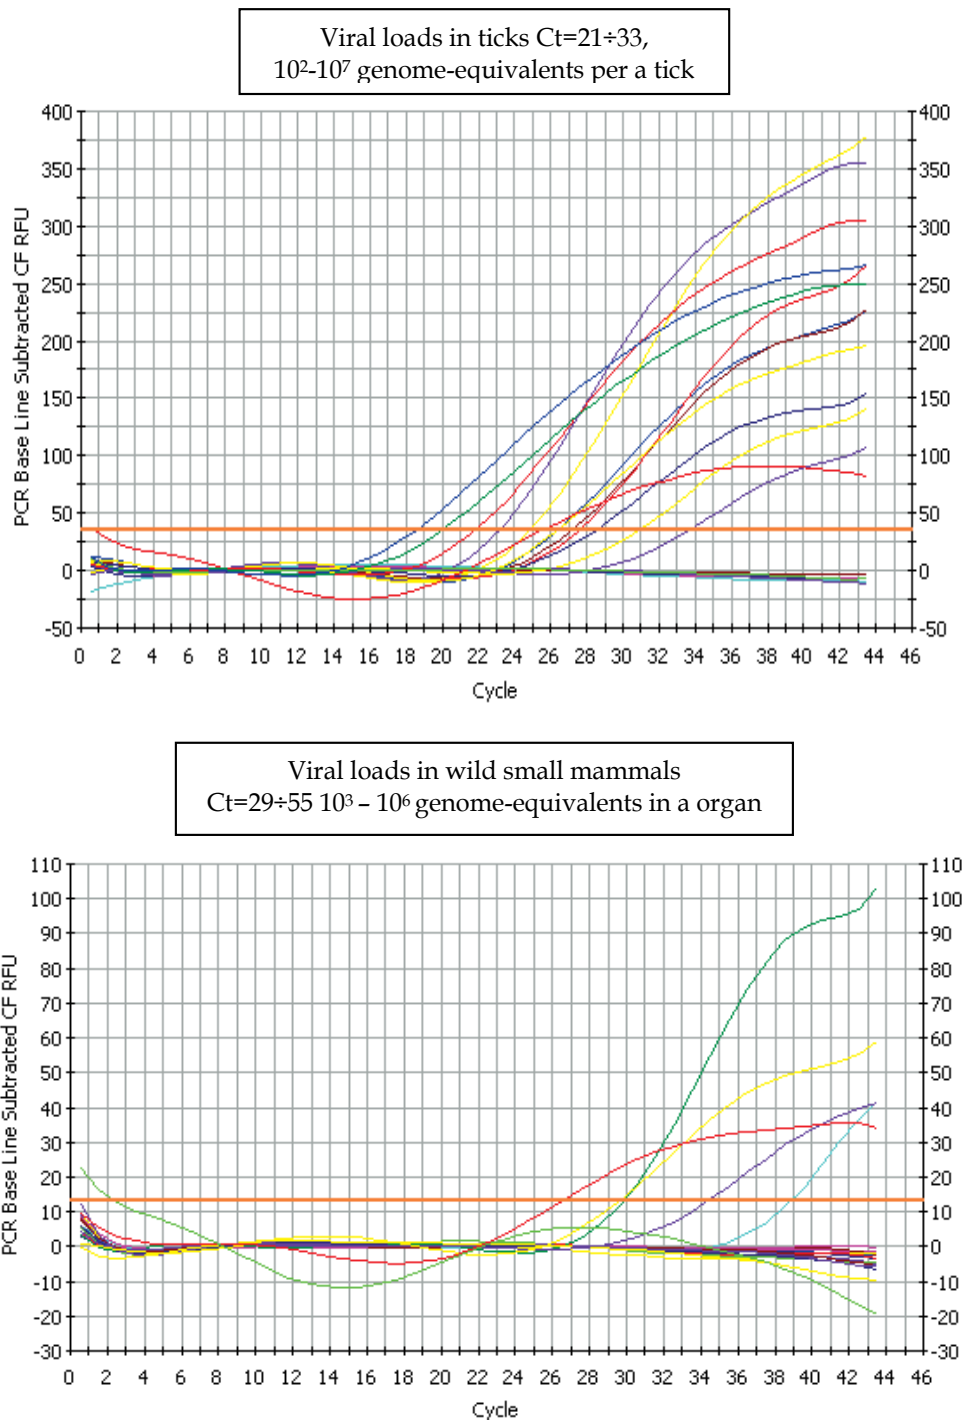 Viral loads in ticks Ct=21÷33,
10²-10⁷ genome-equivalents per a tick
400 400
350 350
300 300
250 250
200 200
150 150
100 100
50 50
0 0
-50 -50
PCR Base Line Subtracted CF RFU
0 2 4 6 8 10 12 14 16 18 20 22 24 26 28 30 32 34 36 38 40 42 44 46
Cycle
Viral loads in wild small mammals
Ct=29÷55 10³ – 10⁶ genome-equivalents in a organ
110 110
100 100
90 90
80 80
70 70
60 60
50 50
40 40
30 30
20 20
10 10
0 0
-10 -10
-20 -20
-30 -30
PCR Base Line Subtracted CF RFU
0 2 4 6 8 10 12 14 16 18 20 22 24 26 28 30 32 34 36 38 40 42 44 46
Cycle